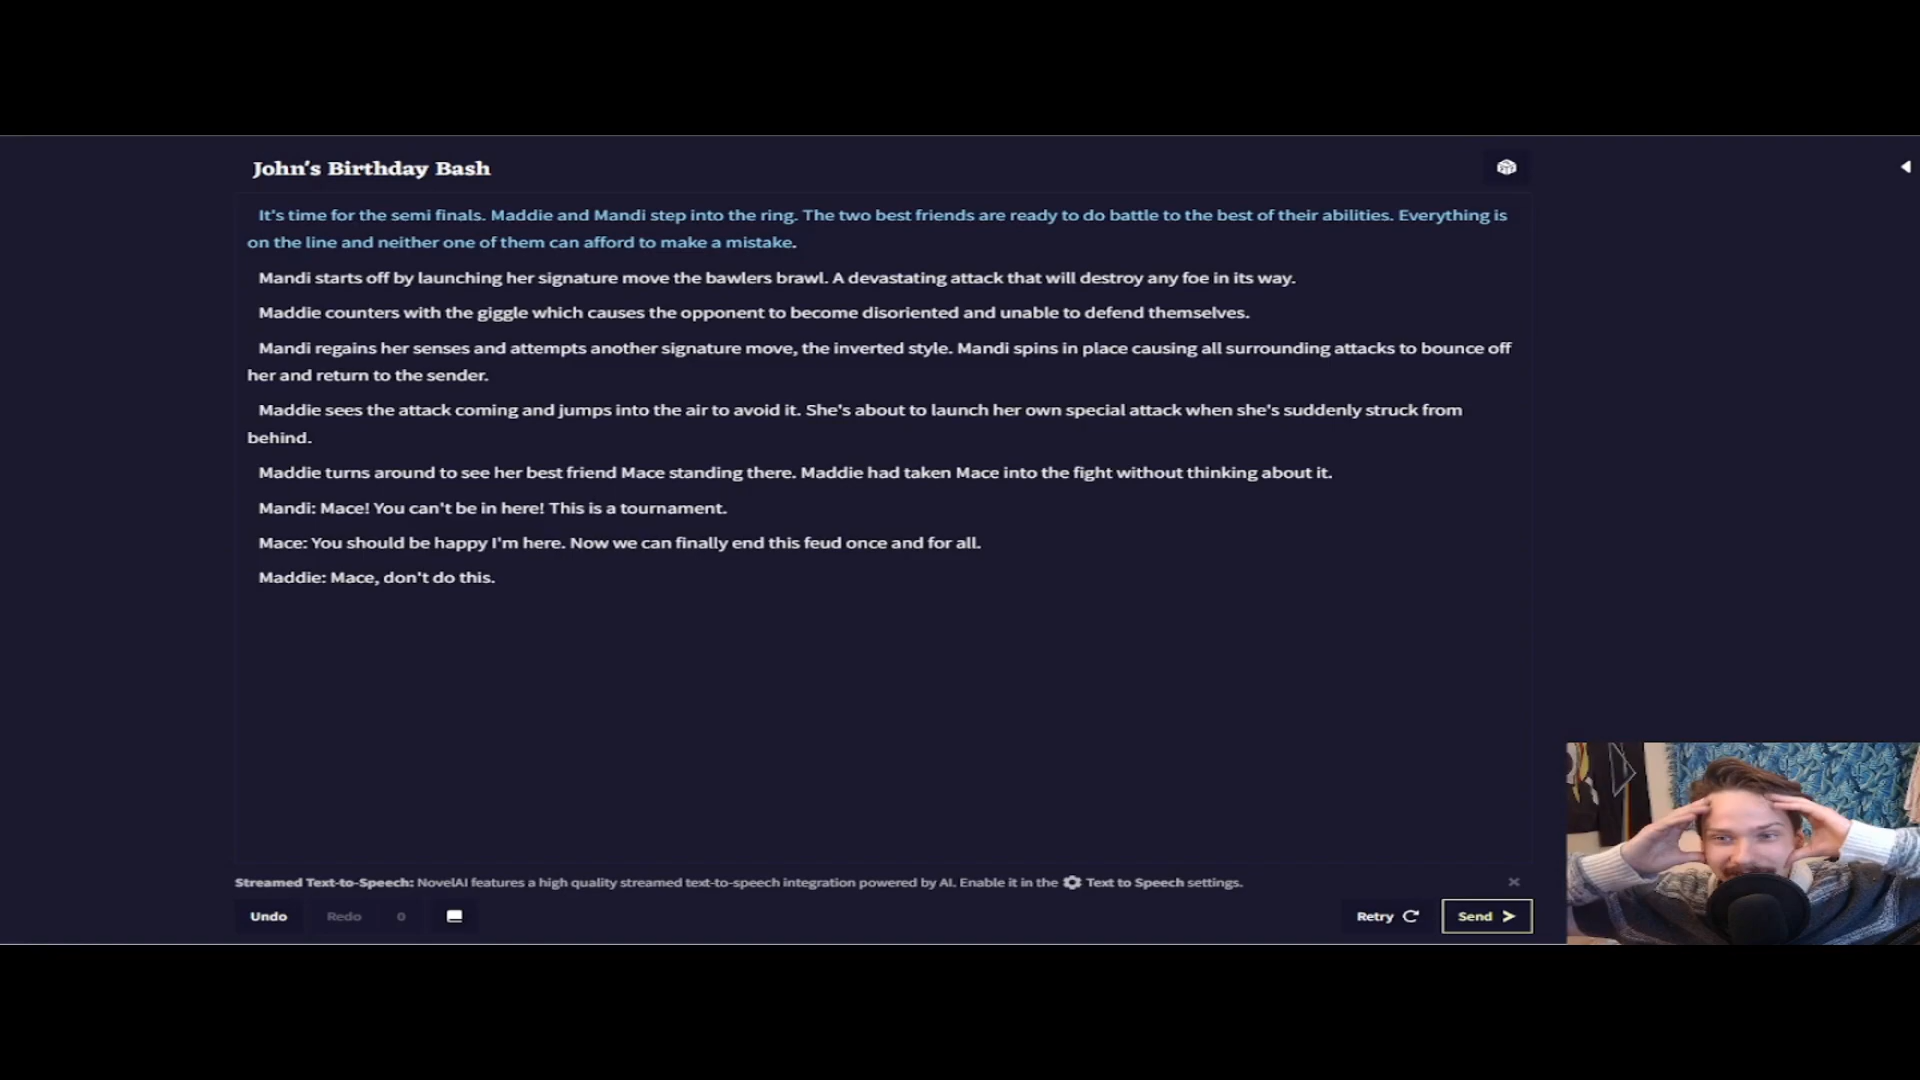 John's Birthday Bash
It's time for the semi finals. Maddie and Mandi step into the ring. The two best friends are ready to do battle to the best of their abilities. Everything is
on the line and neither one of them can afford to make a mistake.
Mandi starts off by launching her signature move the bawlers brawl. A devastating attack that will destroy any foe in its way.
Maddie counters with the giggle which causes the opponent to become disoriented and unable to defend themselves.
Mandi regains her senses and attempts another signature move, the inverted style. Mandi spins in place causing all surrounding attacks to bounce off
her and return to the sender.
Maddie sees the attack coming and jumps into the air to avoid it. She's about to launch her own special attack when she's suddenly struck from
behind.
Maddie turns around to see her best friend Mace standing there. Maddie had taken Mace into the fight without thinking about it.
Mandi: Mace! You can't be in here! This is a tournament.
Mace: You should be happy I'm here. Now we can finally end this feud once and for all.
Maddie: Mace, don't do this.
Streamed Text-to-Speech: NovelAI features a high quality streamed text-to-speech integration powered by AI. Enable it in the Text to Speech settings.
Undo Redo 0 Retry Send